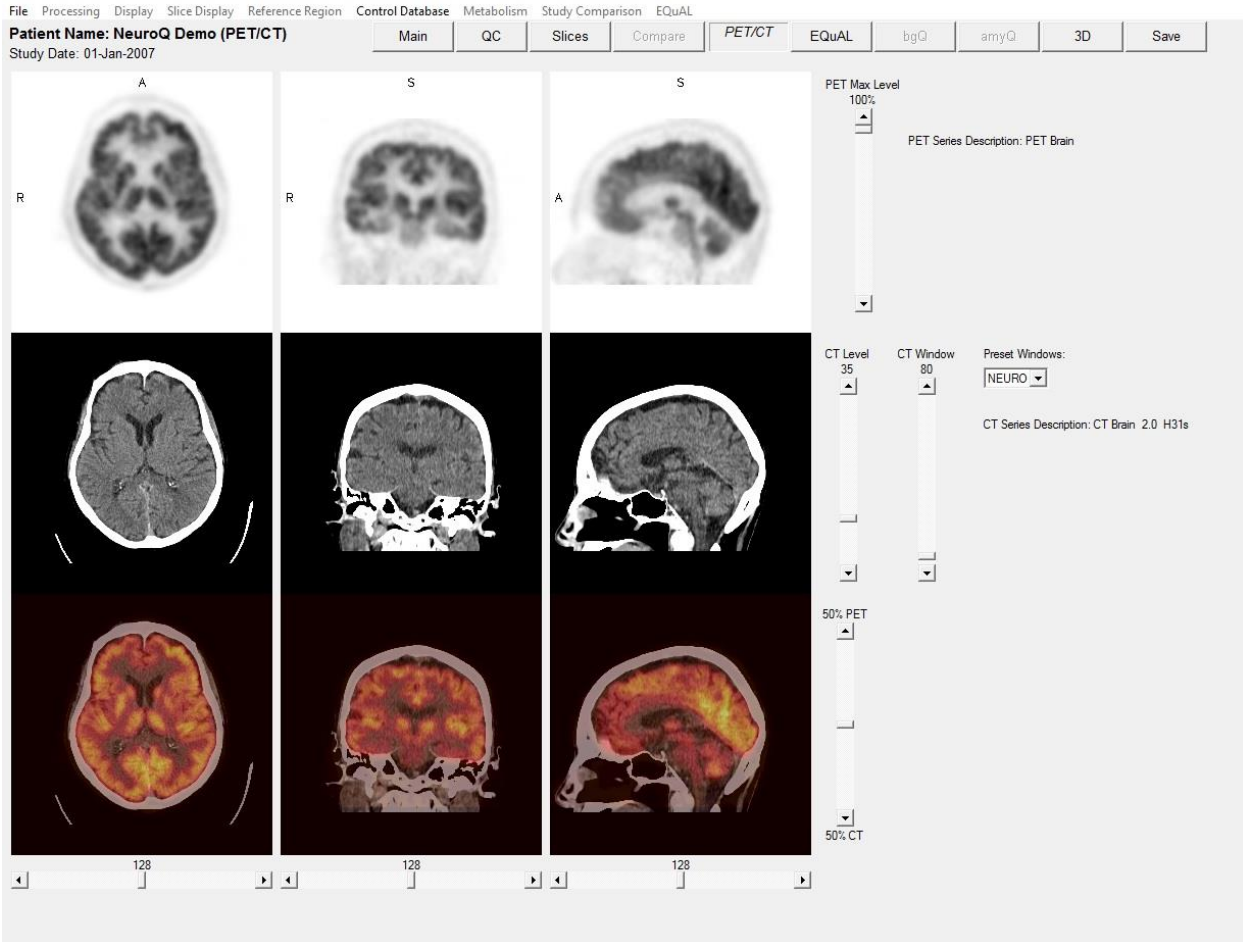 File Processing Display Slice Display Reference Region Control Database Metabolism Study Comparison EQuAL
Patient Name: NeuroQ Demo (PET/CT)
Study Date: 01-Jan-2007
Main QC Slices Compare PET/CT EQuAL bgQ amyQ 3D Save
A S S
R R A
PET Max Level
100%
PET Series Description: PET Brain
CT Level CT Window Preset Windows:
35 80
NEURO
CT Series Description: CT Brain 2.0 H31s
50% PET
50% CT
128 128 128